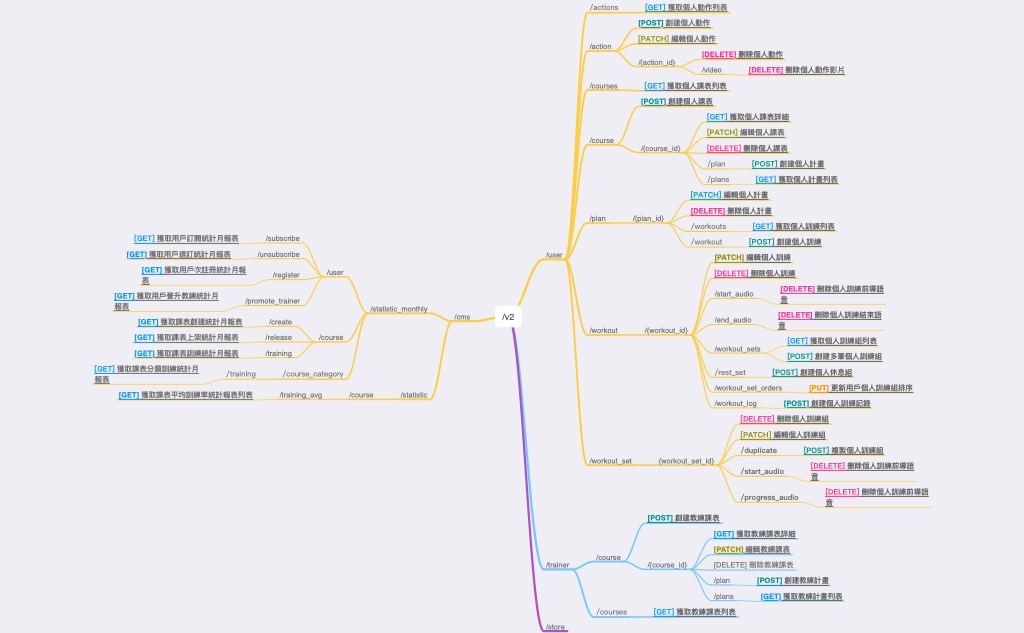 /v2
/user
/actions
[GET] 獲取個人動作列表
/action
[POST] 創建個人動作
[PATCH] 編輯個人動作
/{action_id}
[DELETE] 刪除個人動作
/video
[DELETE] 刪除個人動作影片
/courses
[GET] 獲取個人課表列表
/course
[POST] 創建個人課表
/{course_id}
[GET] 獲取個人課表詳細
[PATCH] 編輯個人課表
[DELETE] 刪除個人課表
/plan
[POST] 創建個人計畫
/plans
[GET] 獲取個人計畫列表
/plan
/{plan_id}
[PATCH] 編輯個人計畫
[DELETE] 刪除個人計畫
/workouts
[GET] 獲取個人訓練列表
/workout
[POST] 創建個人訓練
/workout
/{workout_id}
[PATCH] 編輯個人訓練
[DELETE] 刪除個人訓練
/start_audio
[DELETE] 刪除個人訓練前導語
音
/end_audio
[DELETE] 刪除個人訓練結束語
音
/workout_sets
[GET] 獲取個人訓練組列表
[POST] 創建多筆個人訓練組
/rest_set
[POST] 創建個人休息組
/workout_set_orders
[PUT] 更新用戶個人訓練組排序
/workout_log
[POST] 創建個人訓練記錄
/workout_set
{workout_set_id}
[DELETE] 刪除個人訓練組
[PATCH] 編輯個人訓練組
/duplicate
[POST] 複製個人訓練組
/start_audio
[DELETE] 刪除個人訓練前導語
音
/progress_audio
[DELETE] 刪除個人訓練前導語
音
/trainer
/course
[POST] 創建教練課表
/{course_id}
[GET] 獲取教練課表詳細
[PATCH] 編輯教練課表
[DELETE] 刪除教練課表
/plan
[POST] 創建教練計畫
/plans
[GET] 獲取教練計畫列表
/courses
[GET] 獲取教練課表列表
/store
/cms
/statistic_monthly
/user
/subscribe
[GET] 獲取用戶訂閱統計月報表
/unsubscribe
[GET] 獲取用戶退訂統計月報表
/register
[GET] 獲取用戶次註冊統計月報
表
/promote_trainer
[GET] 獲取用戶晉升教練統計月
報表
/course
/create
[GET] 獲取課表創建統計月報表
/release
[GET] 獲取課表上架統計月報表
/training
[GET] 獲取課表訓練統計月報表
/course_category
/training
[GET] 獲取課表分類訓練統計月
報表
/statistic
/course
/training_avg
[GET] 獲取課表平均訓練率統計報表列表